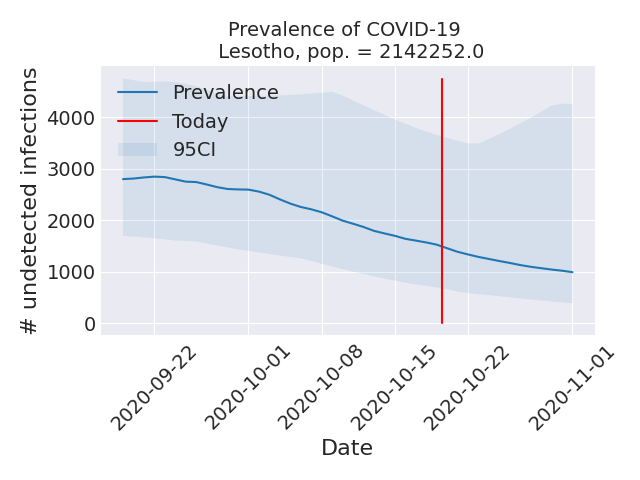 Prevalence of COVID-19
Lesotho, pop. = 2142252.0
# undetected infections
4000
3000
2000
1000
0
Prevalence
Today
95CI
2020-09-22
2020-10-01
2020-10-08
2020-10-15
2020-10-22
2020-11-01
Date